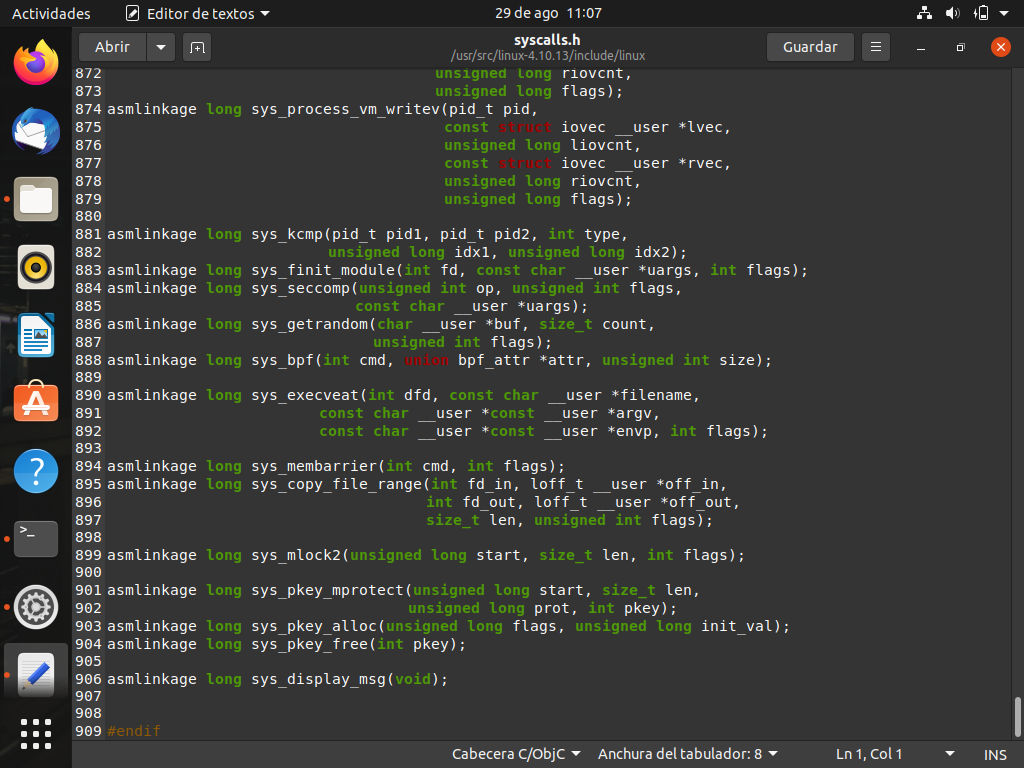 Actividades
Editor de textos
29 de ago 11:07
Abrir
syscalls.h
/usr/src/linux-4.10.13/include/linux
Guardar
872 unsigned long riovcnt,
873 unsigned long flags);
874 asmlinkage long sys_process_vm_writev(pid_t pid,
875 const struct iovec __user *lvec,
876 unsigned long liovcnt,
877 const struct iovec __user *rvec,
878 unsigned long riovcnt,
879 unsigned long flags);
880
881 asmlinkage long sys_kcmp(pid_t pid1, pid_t pid2, int type,
882 unsigned long idx1, unsigned long idx2);
883 asmlinkage long sys_finit_module(int fd, const char __user *uargs, int flags);
884 asmlinkage long sys_seccomp(unsigned int op, unsigned int flags,
885 const char __user *uargs);
886 asmlinkage long sys_getrandom(char __user *buf, size_t count,
887 unsigned int flags);
888 asmlinkage long sys_bpf(int cmd, union bpf_attr *attr, unsigned int size);
889
890 asmlinkage long sys_execveat(int dfd, const char __user *filename,
891 const char __user *const __user *argv,
892 const char __user *const __user *envp, int flags);
893
894 asmlinkage long sys_membarrier(int cmd, int flags);
895 asmlinkage long sys_copy_file_range(int fd_in, loff_t __user *off_in,
896 int fd_out, loff_t __user *off_out,
897 size_t len, unsigned int flags);
898
899 asmlinkage long sys_mlock2(unsigned long start, size_t len, int flags);
900
901 asmlinkage long sys_pkey_mprotect(unsigned long start, size_t len,
902 unsigned long prot, int pkey);
903 asmlinkage long sys_pkey_alloc(unsigned long flags, unsigned long init_val);
904 asmlinkage long sys_pkey_free(int pkey);
905
906 asmlinkage long sys_display_msg(void);
907
908
909 #endif
Cabecera C/ObjC
Anchura del tabulador: 8
Ln 1, Col 1
INS